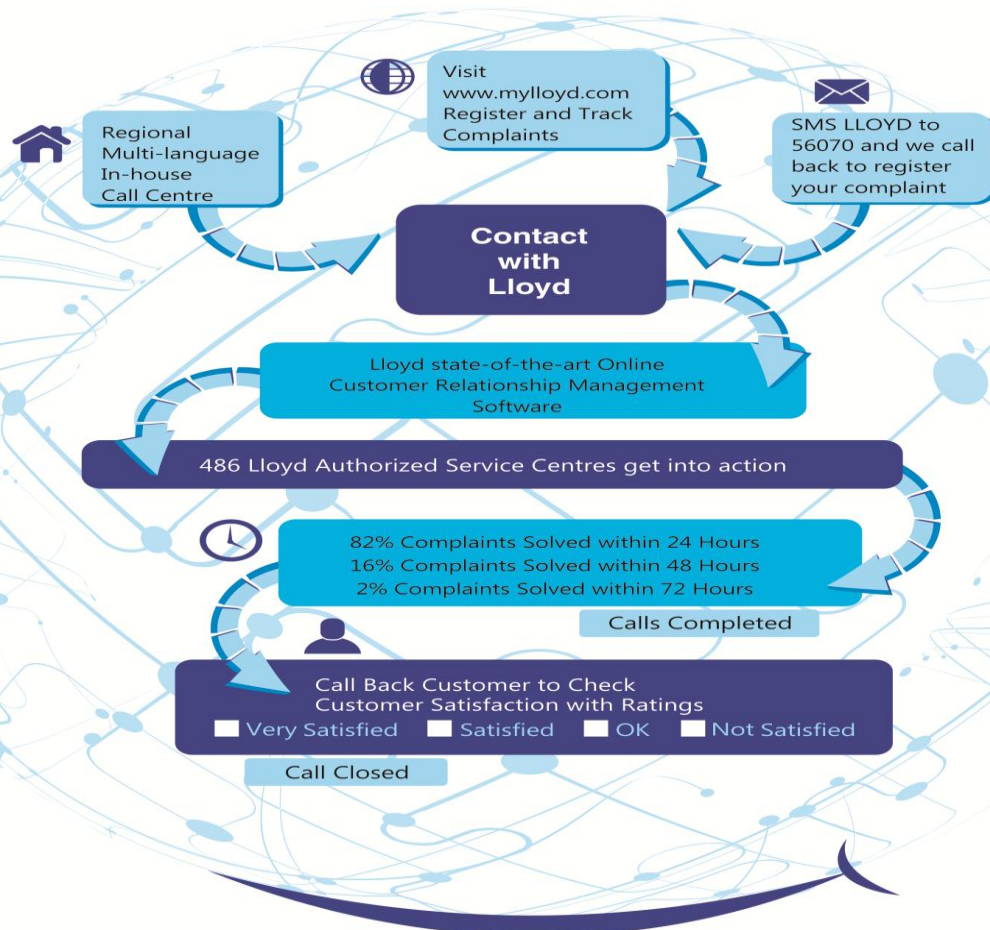 Visit
www.mylloyd.com
Register and Track
Complaints
Regional
Multi-language
In-house
Call Centre
SMS LLOYD to
56070 and we call
back to register
your complaint
Contact
with
Lloyd
Lloyd state-of-the-art Online
Customer Relationship Management
Software
486 Lloyd Authorized Service Centres get into action
82% Complaints Solved within 24 Hours
16% Complaints Solved within 48 Hours
2% Complaints Solved within 72 Hours
Calls Completed
Call Back Customer to Check
Customer Satisfaction with Ratings
Very Satisfied Satisfied OK Not Satisfied
Call Closed